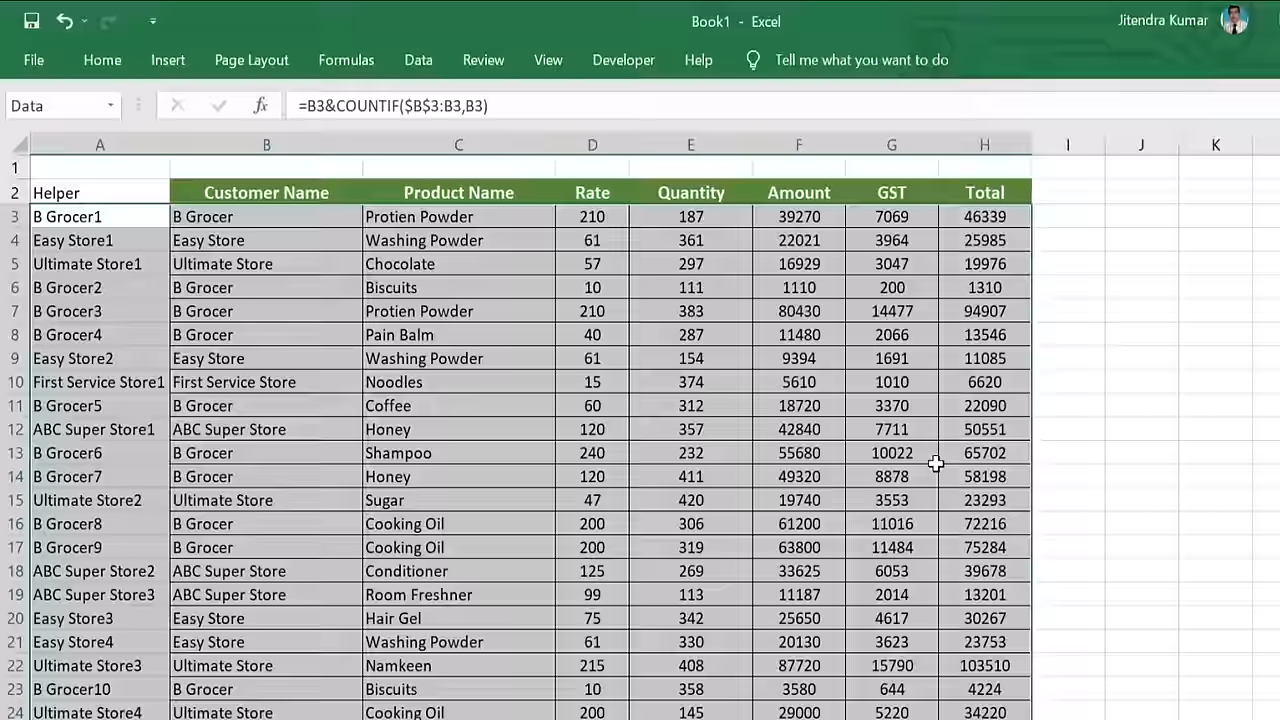 Book1 - Excel Jitendra Kumar
File Home Insert Page Layout Formulas Data Review View Developer Help Tell me what you want to do
Data fx =B3&COUNTIF($B$3:B3,B3)
A B C D E F G H I J K
1
2 Helper Customer Name Product Name Rate Quantity Amount GST Total
3 B Grocer1 B Grocer Protien Powder 210 187 39270 7069 46339
4 Easy Store1 Easy Store Washing Powder 61 361 22021 3964 25985
5 Ultimate Store1 Ultimate Store Chocolate 57 297 16929 3047 19976
6 B Grocer2 B Grocer Biscuits 10 111 1110 200 1310
7 B Grocer3 B Grocer Protien Powder 210 383 80430 14477 94907
8 B Grocer4 B Grocer Pain Balm 40 287 11480 2066 13546
9 Easy Store2 Easy Store Washing Powder 61 154 9394 1691 11085
10 First Service Store1 First Service Store Noodles 15 374 5610 1010 6620
11 B Grocer5 B Grocer Coffee 60 312 18720 3370 22090
12 ABC Super Store1 ABC Super Store Honey 120 357 42840 7711 50551
13 B Grocer6 B Grocer Shampoo 240 232 55680 10022 65702
14 B Grocer7 B Grocer Honey 120 411 49320 8878 58198
15 Ultimate Store2 Ultimate Store Sugar 47 420 19740 3553 23293
16 B Grocer8 B Grocer Cooking Oil 200 306 61200 11016 72216
17 B Grocer9 B Grocer Cooking Oil 200 319 63800 11484 75284
18 ABC Super Store2 ABC Super Store Conditioner 125 269 33625 6053 39678
19 ABC Super Store3 ABC Super Store Room Freshner 99 113 11187 2014 13201
20 Easy Store3 Easy Store Hair Gel 75 342 25650 4617 30267
21 Easy Store4 Easy Store Washing Powder 61 330 20130 3623 23753
22 Ultimate Store3 Ultimate Store Namkeen 215 408 87720 15790 103510
23 B Grocer10 B Grocer Biscuits 10 358 3580 644 4224
24 Ultimate Store4 Ultimate Store Cooking Oil 200 145 29000 5220 34220